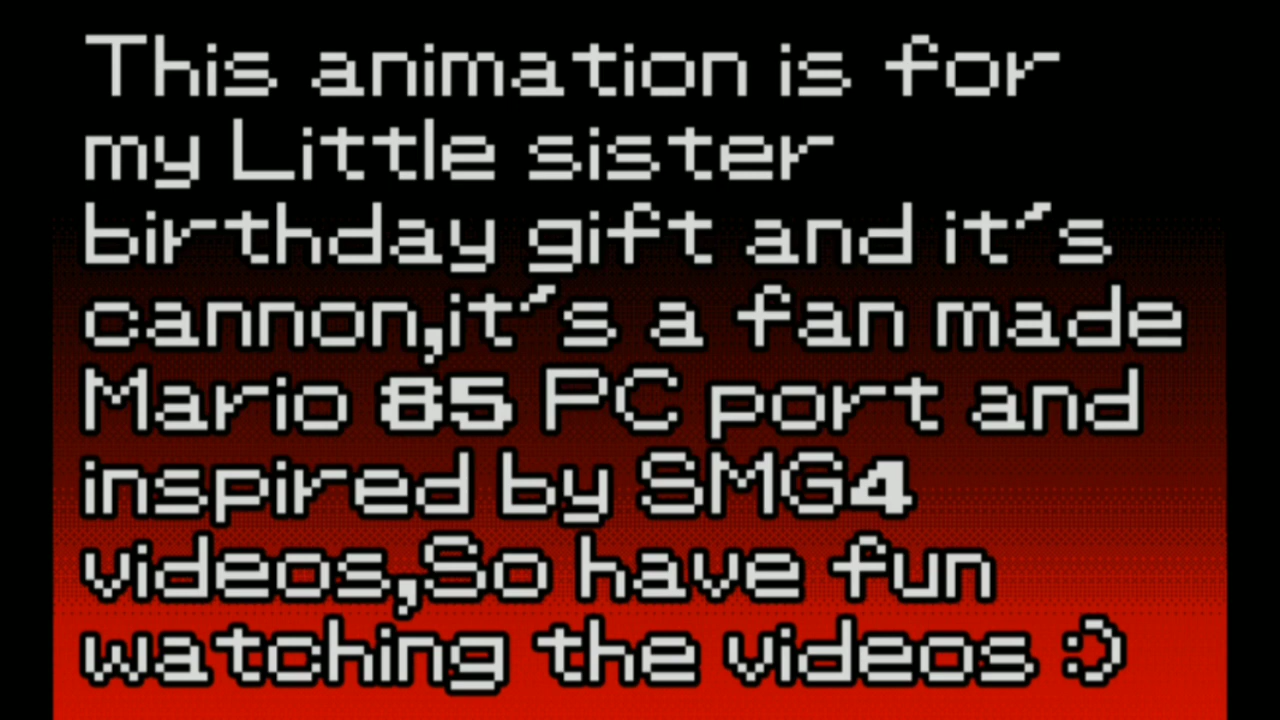 This animation is for
my Little sister
birthday gift and it's
cannon,it's a fan made
Mario 85 PC port and
inspired by SMG4
videos,So have fun
watching the videos :)